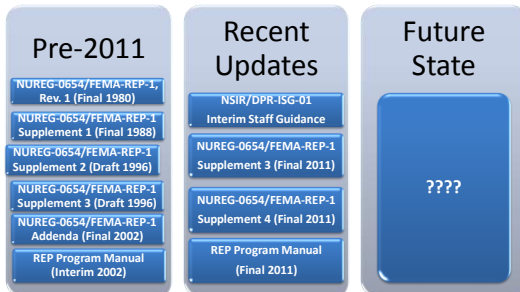 Pre-2011
NUREG-0654/FEMA-REP-1,
Rev. 1 (Final 1980)
NUREG-0654/FEMA-REP-1
Supplement 1 (Final 1988)
NUREG-0654/FEMA-REP-1
Supplement 2 (Draft 1996)
NUREG-0654/FEMA-REP-1
Supplement 3 (Draft 1996)
NUREG-0654/FEMA-REP-1
Addenda (Final 2002)
REP Program Manual
(Interim 2002)
Recent
Updates
NSIR/DPR-ISG-01
Interim Staff Guidance
NUREG-0654/FEMA-REP-1
Supplement 3 (Final 2011)
NUREG-0654/FEMA-REP-1
Supplement 4 (Final 2011)
REP Program Manual
(Final 2011)
Future
State
????